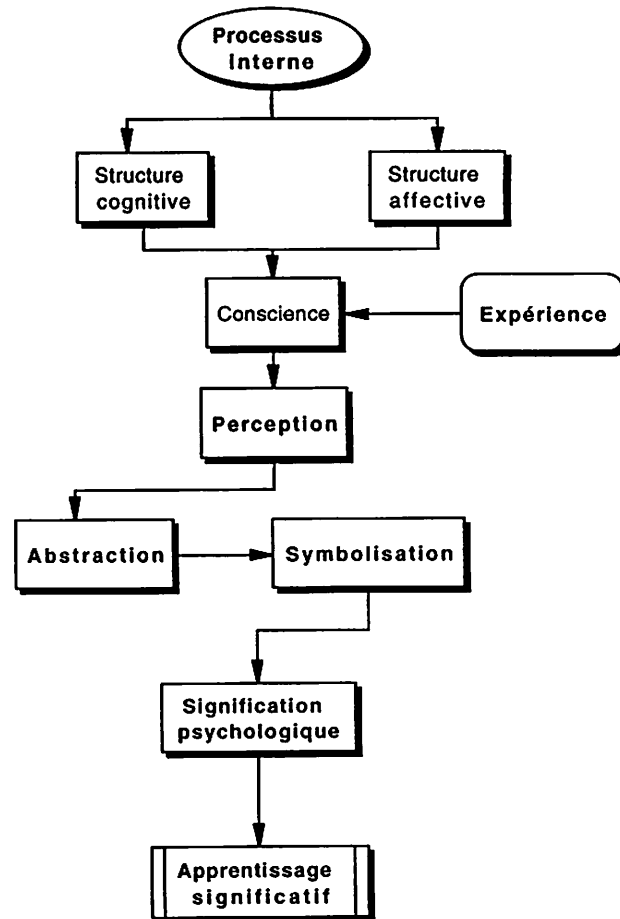 Processus
interne
Structure
cognitive
Structure
affective
Conscience
Expérience
Perception
Abstraction
Symbolisation
Signification
psychologique
Apprentissage
significatif